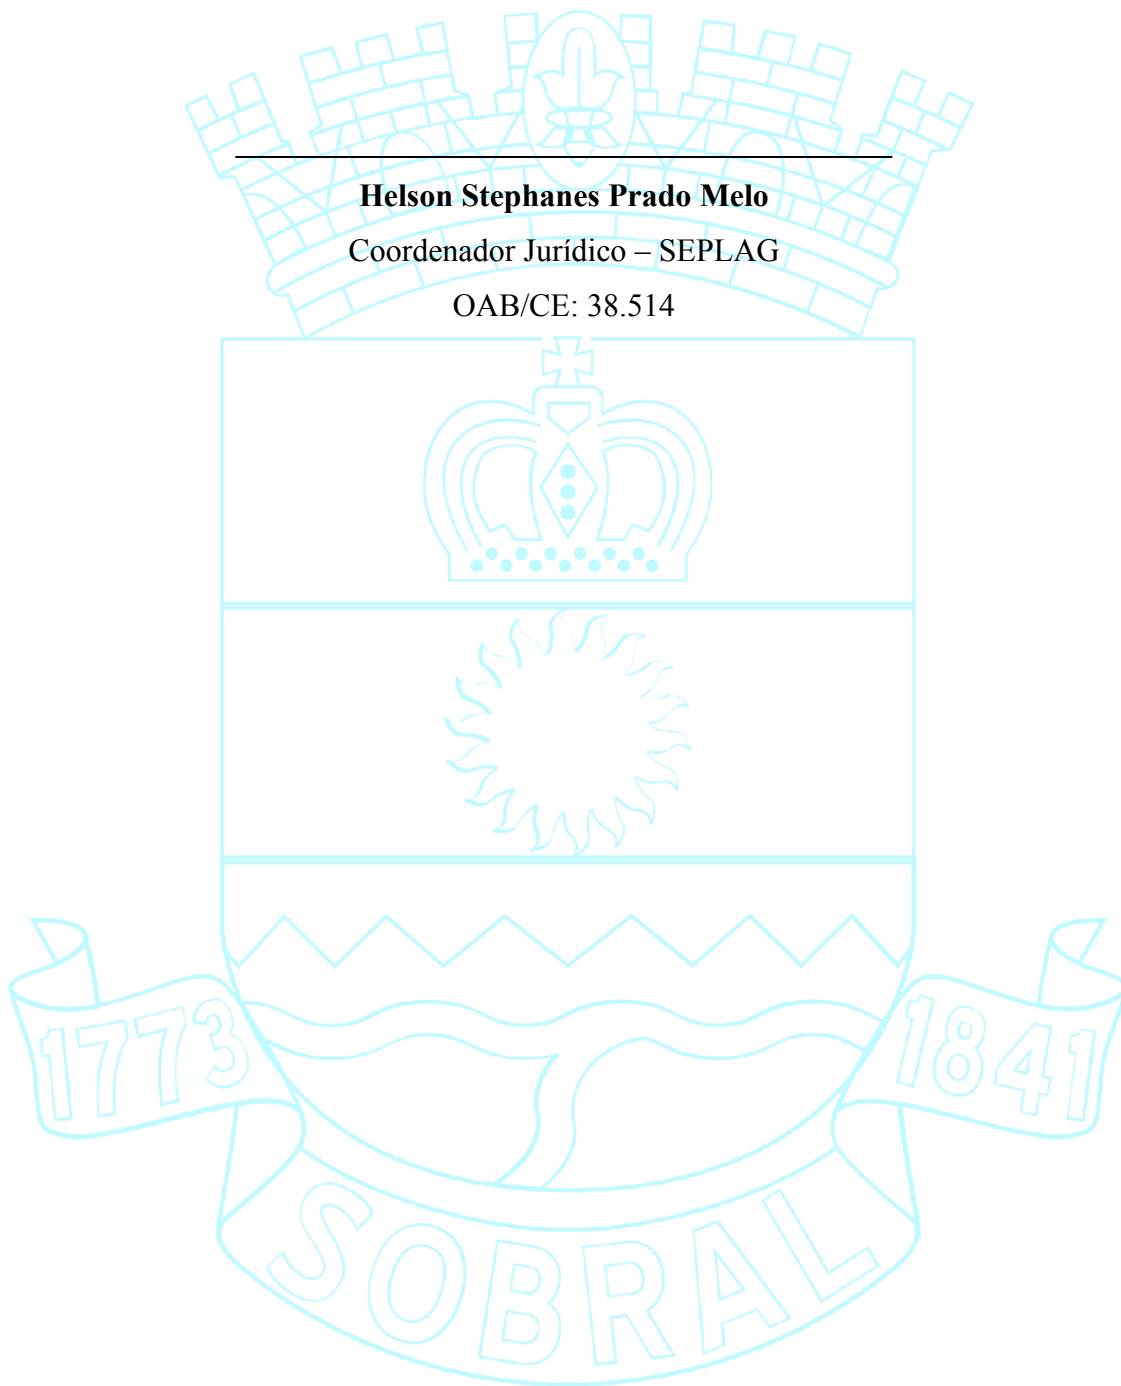 Helson Stephanes Prado Melo
Coordenador Jurídico – SEPLAG
OAB/CE: 38.514
1773
1841
SOBRAL